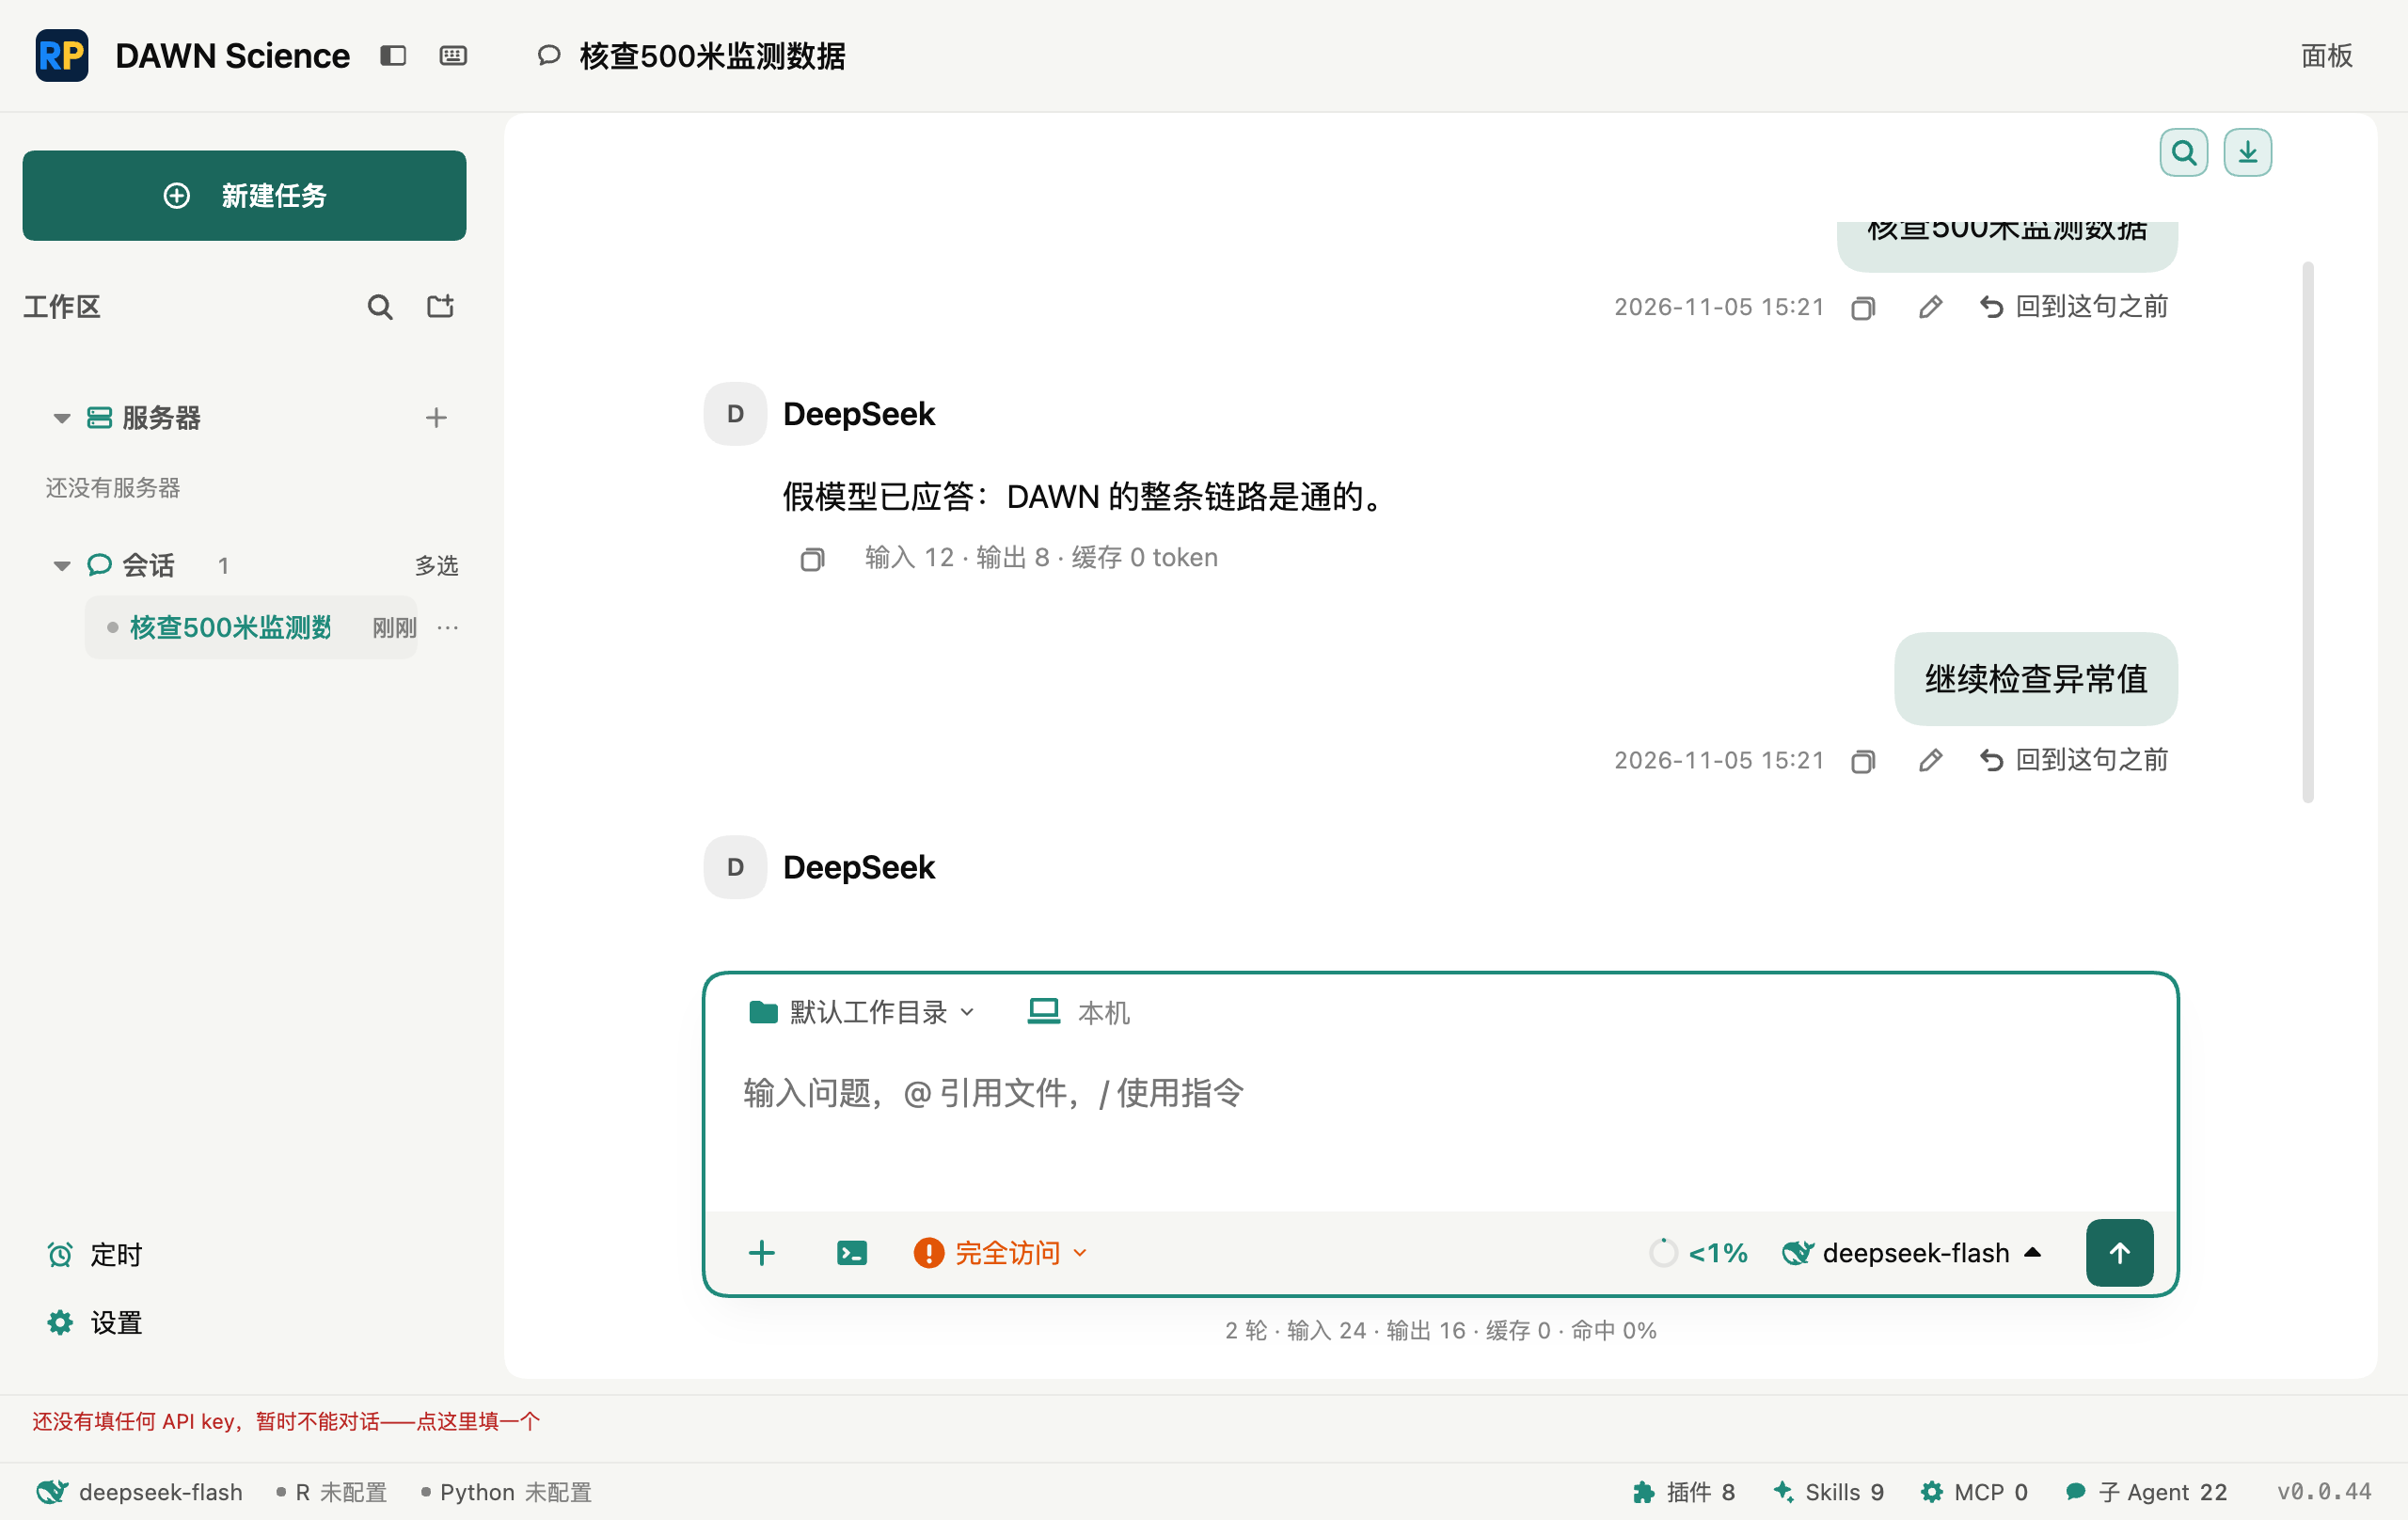 RP DAWN Science 核查500米监测数据 面板
新建任务
工作区
服务器
还没有服务器
会话 1 多选
核查500米监测数 刚刚 ···
定时
设置
核查500米监测数据
2026-11-05 15:21 回到这句之前
D DeepSeek
假模型已应答：DAWN 的整条链路是通的。
输入 12 · 输出 8 · 缓存 0 token
继续检查异常值
2026-11-05 15:21 回到这句之前
D DeepSeek
默认工作目录 本机
输入问题，@ 引用文件，/ 使用指令
完全访问 <1% deepseek-flash
2 轮 · 输入 24 · 输出 16 · 缓存 0 · 命中 0%
还没有填任何 API key，暂时不能对话——点这里填一个
deepseek-flash R 未配置 Python 未配置 插件 8 Skills 9 MCP 0 子 Agent 22 v0.0.44